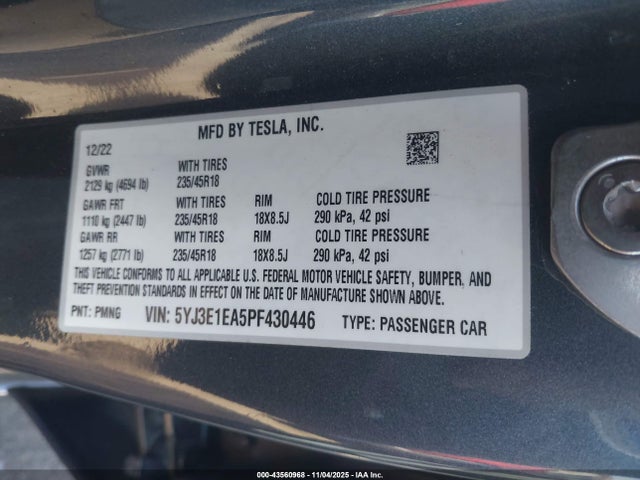 MFD BY TESLA, INC.
12/22
GVWR WITH TIRES
2129 kg (4694 lb) 235/45R18
GAWR FRT WITH TIRES RIM COLD TIRE PRESSURE
1110 kg (2447 lb) 235/45R18 18X8.5J 290 kPa, 42 psi
GAWR RR WITH TIRES RIM COLD TIRE PRESSURE
1257 kg (2771 lb) 235/45R18 18X8.5J 290 kPa, 42 psi
THIS VEHICLE CONFORMS TO ALL APPLICABLE U.S. FEDERAL MOTOR VEHICLE SAFETY, BUMPER, AND
THEFT PREVENTION STANDARDS IN EFFECT ON THE DATE OF MANUFACTURE SHOWN ABOVE.
PNT: PMNG VIN: 5YJ3E1EA5PF430446 TYPE: PASSENGER CAR
000-43560968 - 11/04/2025 - IAA Inc.